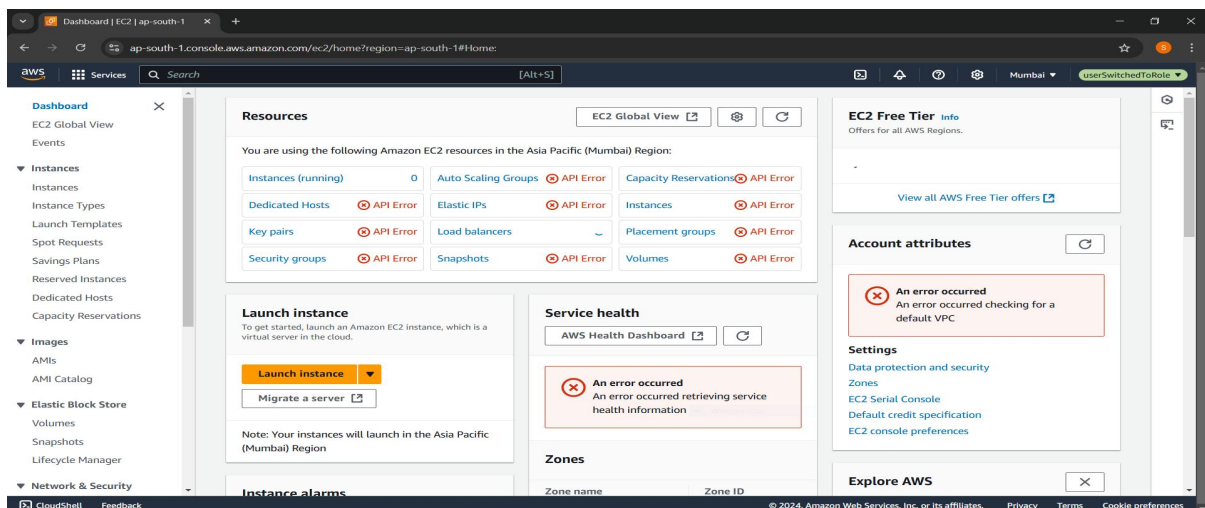 Dashboard | EC2 | ap-south-1
ap-south-1.console.aws.amazon.com/ec2/home?region=ap-south-1#Home:
S
aws Services Search [Alt+S] Mumbai userSwitchedToRole
Dashboard
EC2 Global View
Events
Instances
Instances
Instance Types
Launch Templates
Spot Requests
Savings Plans
Reserved Instances
Dedicated Hosts
Capacity Reservations
Images
AMIs
AMI Catalog
Elastic Block Store
Volumes
Snapshots
Lifecycle Manager
Network & Security
Resources EC2 Global View
You are using the following Amazon EC2 resources in the Asia Pacific (Mumbai) Region:
Instances (running) 0 Auto Scaling Groups API Error Capacity Reservations API Error
Dedicated Hosts API Error Elastic IPs API Error Instances API Error
Key pairs API Error Load balancers Placement groups API Error
Security groups API Error Snapshots API Error Volumes API Error
Launch instance
To get started, launch an Amazon EC2 instance, which is a
virtual server in the cloud.
Launch instance
Migrate a server
Note: Your instances will launch in the Asia Pacific
(Mumbai) Region
Instance alarms
Service health
AWS Health Dashboard
An error occurred
An error occurred retrieving service
health information
Zones
Zone name Zone ID
EC2 Free Tier Info
Offers for all AWS Regions.
-
View all AWS Free Tier offers
Account attributes
An error occurred
An error occurred checking for a
default VPC
Settings
Data protection and security
Zones
EC2 Serial Console
Default credit specification
EC2 console preferences
Explore AWS
CloudShell Feedback © 2024, Amazon Web Services, Inc. or its affiliates. Privacy Terms Cookie preferences